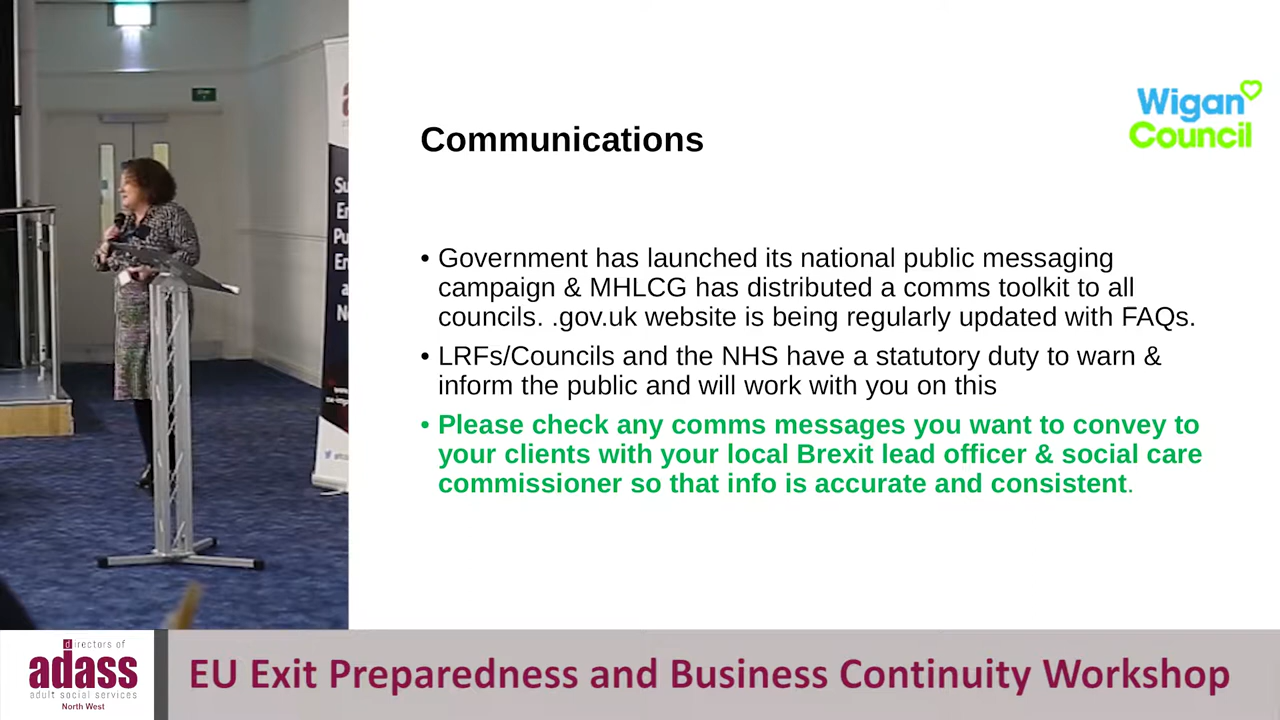 Wigan
Council
Communications
• Government has launched its national public messaging
campaign & MHLCG has distributed a comms toolkit to all
councils. .gov.uk website is being regularly updated with FAQs.
• LRFs/Councils and the NHS have a statutory duty to warn &
inform the public and will work with you on this
• Please check any comms messages you want to convey to
your clients with your local Brexit lead officer & social care
commissioner so that info is accurate and consistent.
directors of
adass
adult social services
North West
EU Exit Preparedness and Business Continuity Workshop